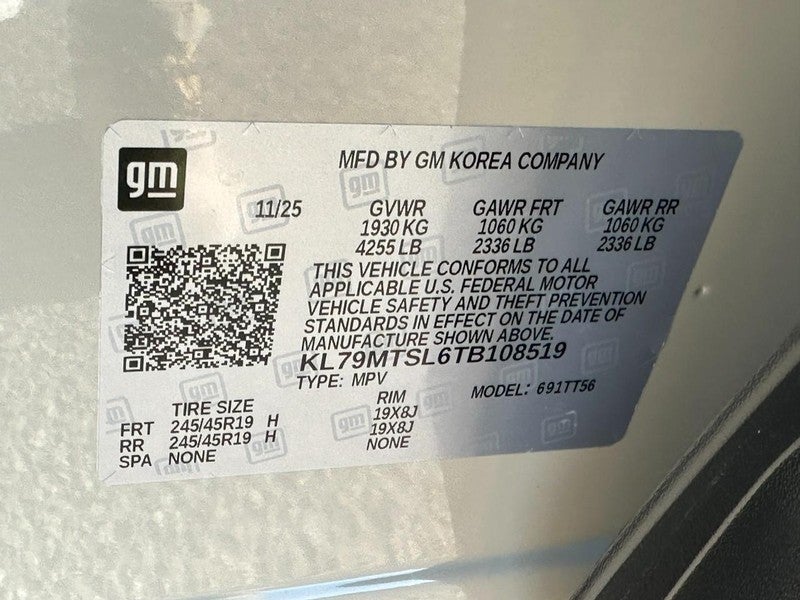 gm
MFD BY GM KOREA COMPANY
11/25 GVWR GAWR FRT GAWR RR
1930 KG 1060 KG 1060 KG
4255 LB 2336 LB 2336 LB
THIS VEHICLE CONFORMS TO ALL
APPLICABLE U.S. FEDERAL MOTOR
VEHICLE SAFETY AND THEFT PREVENTION
STANDARDS IN EFFECT ON THE DATE OF
MANUFACTURE SHOWN ABOVE.
KL79MTSL6TB108519
TYPE: MPV MODEL: 691TT56
TIRE SIZE RIM
FRT 245/45R19 H 19X8J
RR 245/45R19 H 19X8J
SPA NONE NONE